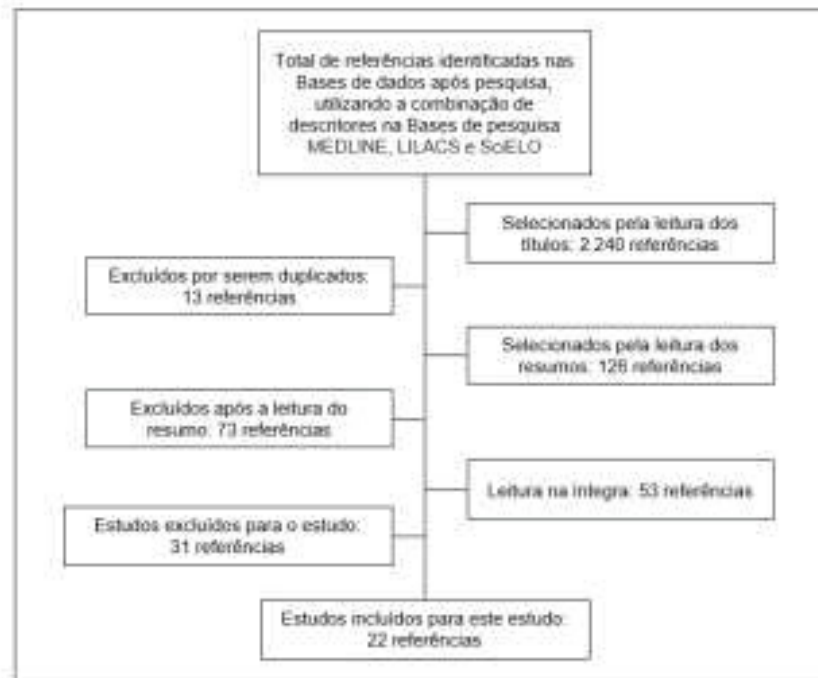 Total de referências identificadas nas
Bases de dados após pesquisa,
utilizando a combinação de
descritores na Bases de pesquisa
MEDLINE, LILACS e SciELO
Selecionados pela leitura dos
títulos: 2.240 referências
Excluídos por serem duplicados:
13 referências
Selecionados pela leitura dos
resumos: 126 referências
Excluídos após a leitura do
resumo: 73 referências
Leitura na íntegra: 53 referências
Estudos excluídos para o estudo:
31 referências
Estudos incluídos para este estudo:
22 referências